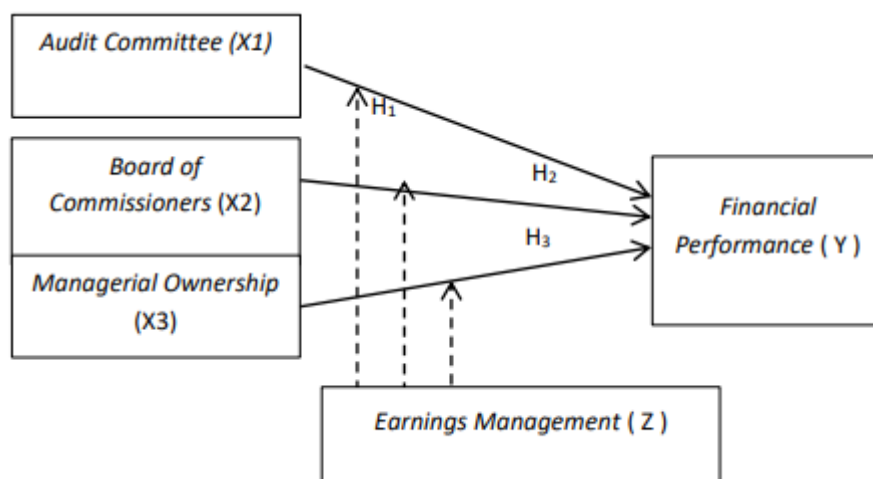 Audit Committee (X1)
H₁
Board of
Commissioners (X2)
H₂
Financial
Performance ( Y )
H₃
Managerial Ownership
(X3)
Earnings Management ( Z )